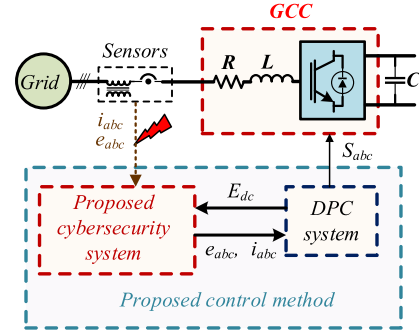 GCC
Sensors
R L
Grid
C
i_abc
e_abc
S_abc
E_dc
Proposed
cybersecurity
system
DPC
system
e_abc, i_abc
Proposed control method